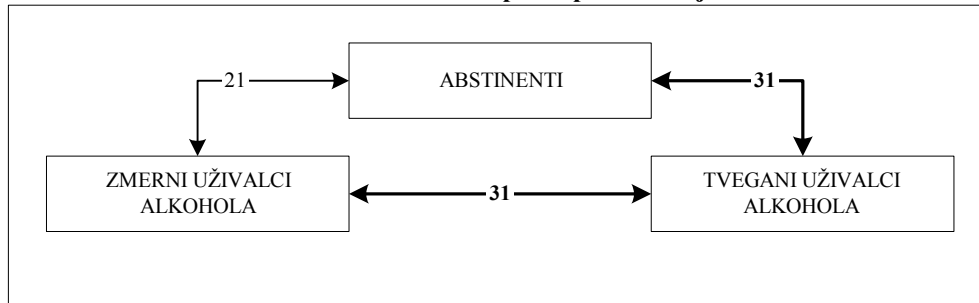 21
ABSTINENTI
31
ZMERNI UŽIVALCI
ALKOHOLA
31
TVEGANI UŽIVALCI
ALKOHOLA